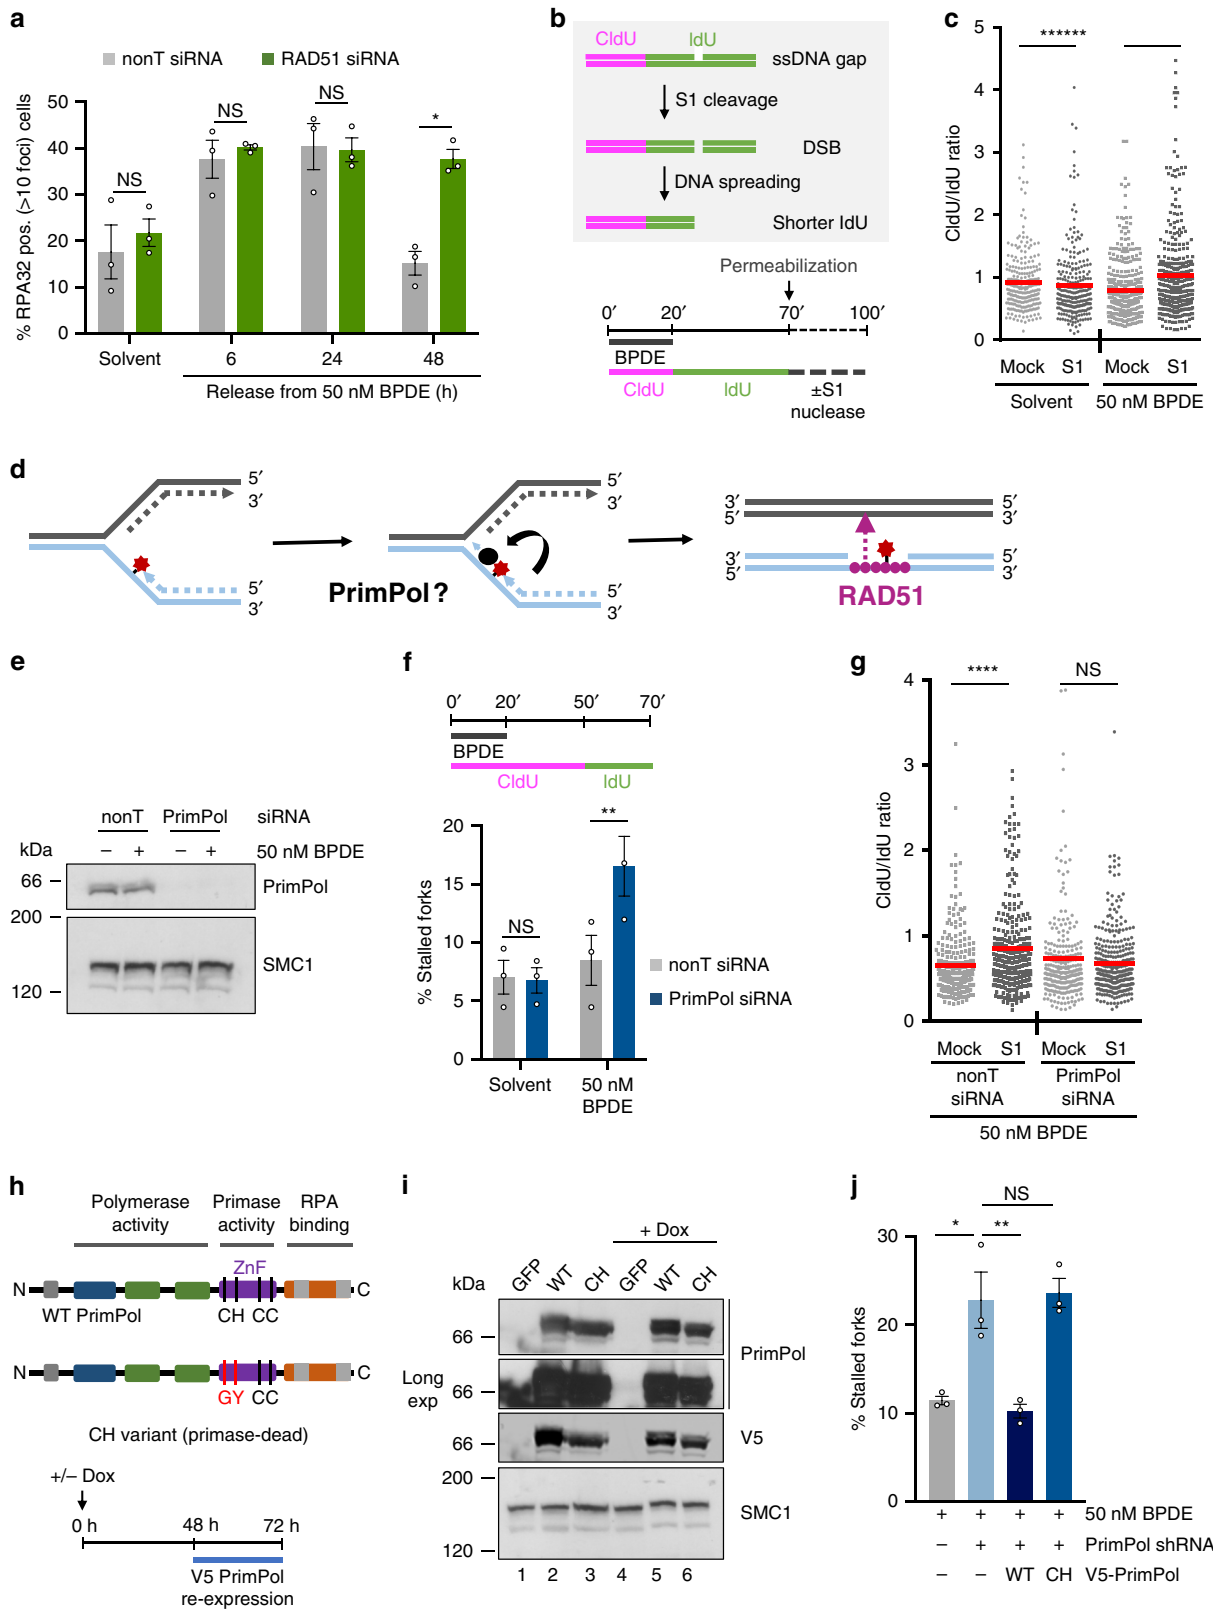 a
nonT siRNA
RAD51 siRNA
% RPA32 pos. (>10 foci) cells
50
40
30
20
10
0
NS
NS
NS
*
Solvent
6
24
48
Release from 50 nM BPDE (h)
b
CldU
IdU
ssDNA gap
S1 cleavage
DSB
DNA spreading
Shorter IdU
Permeabilization
0′
20′
70′
100′
BPDE
CldU
IdU
±S1
nuclease
c
CldU/IdU ratio
5
4
3
2
1
0
******
Mock
S1
Mock
S1
Solvent
50 nM BPDE
d
5′
3′
5′
3′
PrimPol ?
5′
3′
5′
3′
3′
5′
5′
3′
3′
5′
5′
3′
RAD51
e
nonT
PrimPol
siRNA
kDa
–
+
–
+
50 nM BPDE
66
PrimPol
200
SMC1
120
f
0′
20′
50′
70′
BPDE
CldU
IdU
% Stalled forks
20
15
10
5
0
NS
**
nonT siRNA
PrimPol siRNA
Solvent
50 nM
BPDE
g
CldU/IdU ratio
4
3
2
1
0
****
NS
Mock
S1
Mock
S1
nonT
siRNA
PrimPol
siRNA
50 nM BPDE
h
Polymerase
activity
Primase
activity
RPA
binding
ZnF
N
C
WT PrimPol
CH
CC
N
C
GY
CC
CH variant (primase-dead)
+/– Dox
0 h
48 h
72 h
V5 PrimPol
re-expression
i
+ Dox
kDa
GFP
WT
CH
GFP
WT
CH
66
PrimPol
Long
exp
66
66
V5
200
SMC1
120
1
2
3
4
5
6
j
NS
*
**
% Stalled forks
30
20
10
0
+
+
+
+
50 nM BPDE
–
+
+
+
PrimPol shRNA
–
–
WT
CH
V5-PrimPol